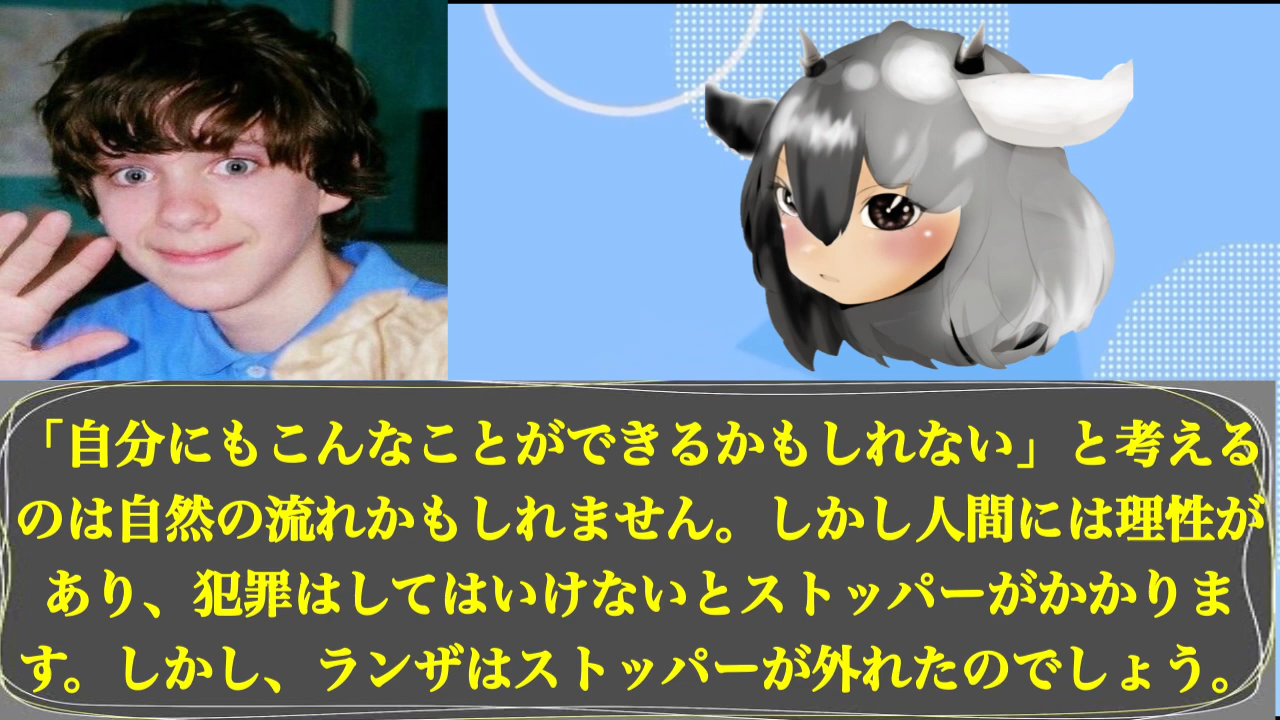 「自分にもこんなことができるかもしれない」と考える
のは自然の流れかもしれません。しかし人間には理性が
あり、犯罪はしてはいけないとストッパーがかかりま
す。しかし、ランザはストッパーが外れたのでしょう。